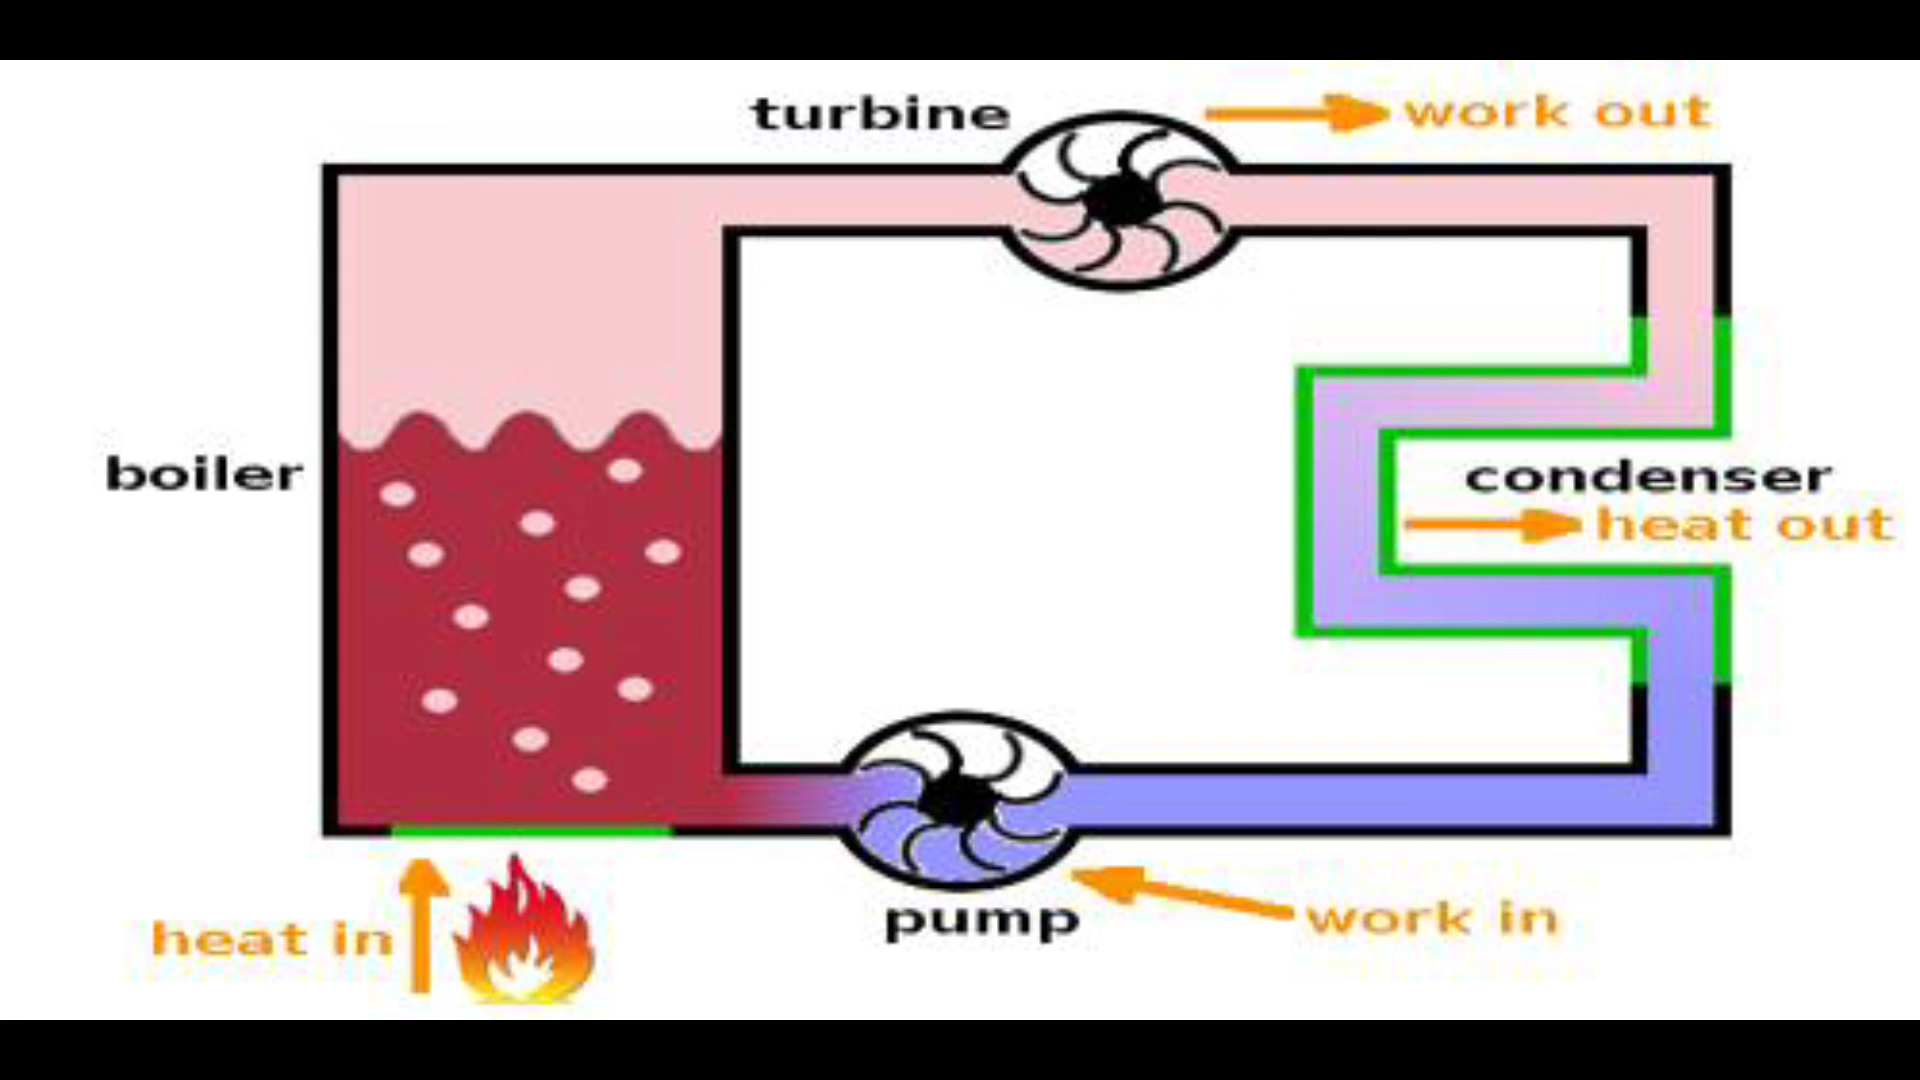 turbine
work out
boiler
condenser
heat out
heat in
pump
work in